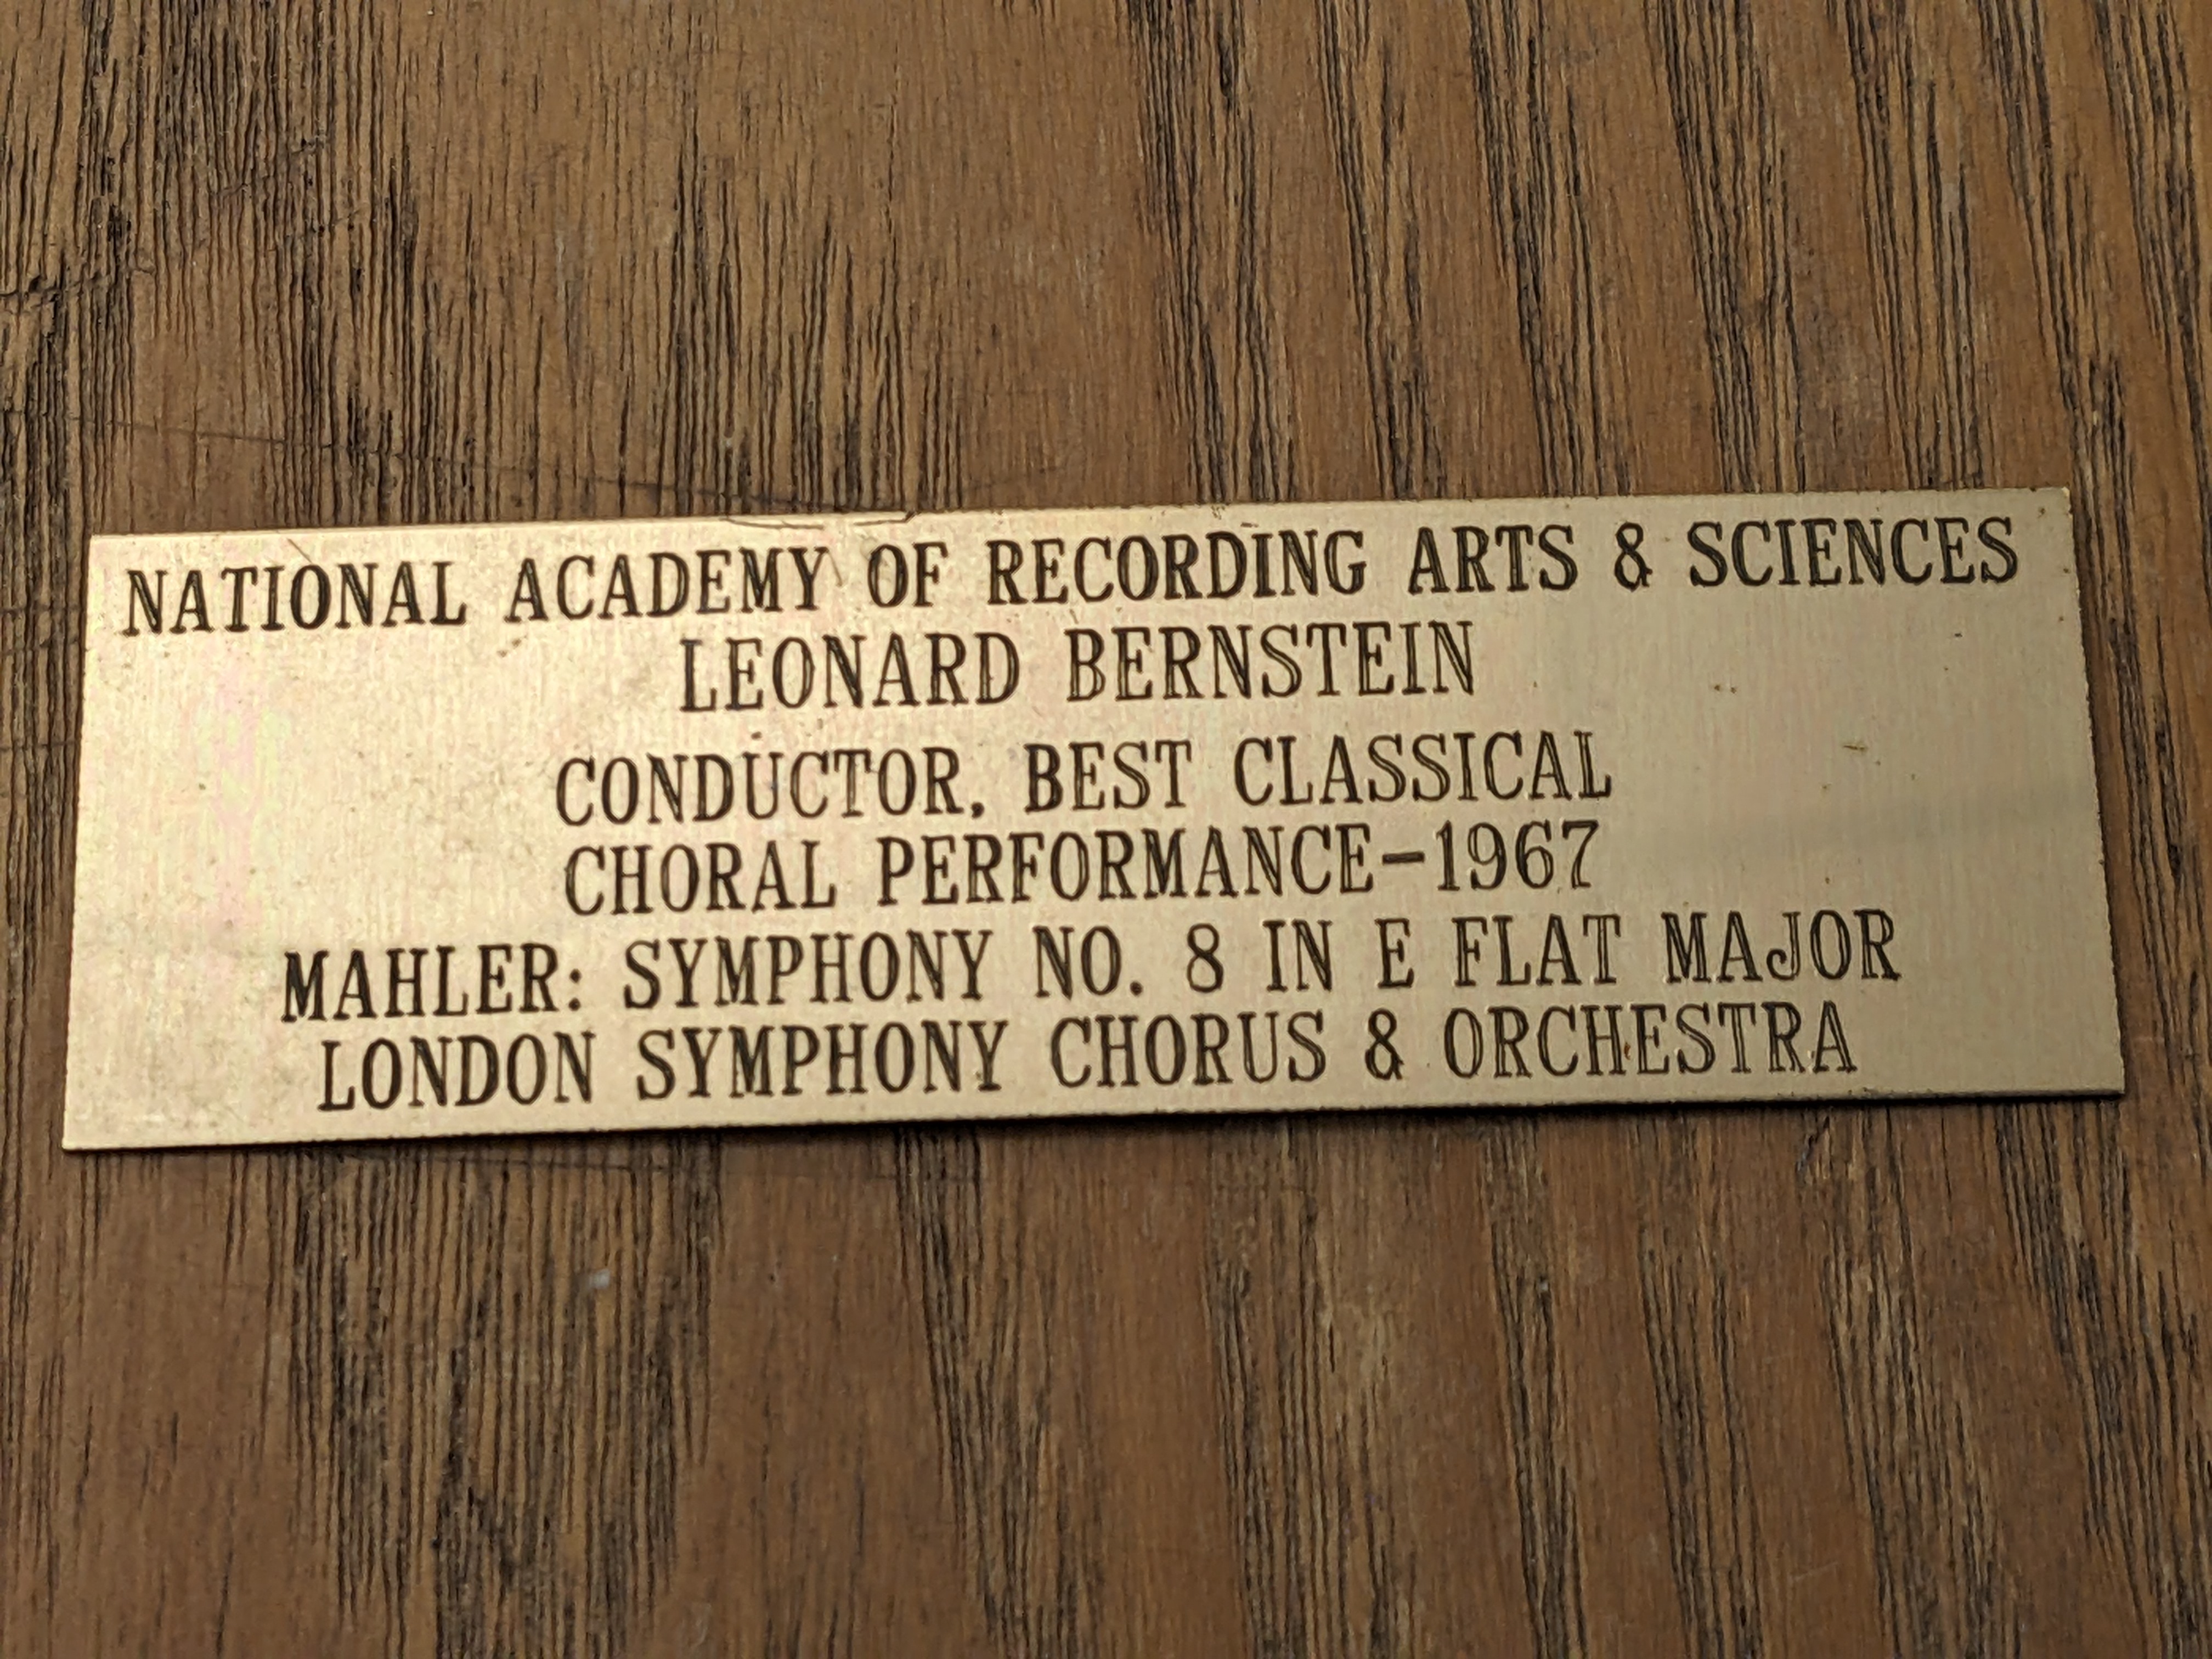 NATIONAL ACADEMY OF RECORDING ARTS & SCIENCES
LEONARD BERNSTEIN
CONDUCTOR, BEST CLASSICAL
CHORAL PERFORMANCE-1967
MAHLER: SYMPHONY NO. 8 IN E FLAT MAJOR
LONDON SYMPHONY CHORUS & ORCHESTRA